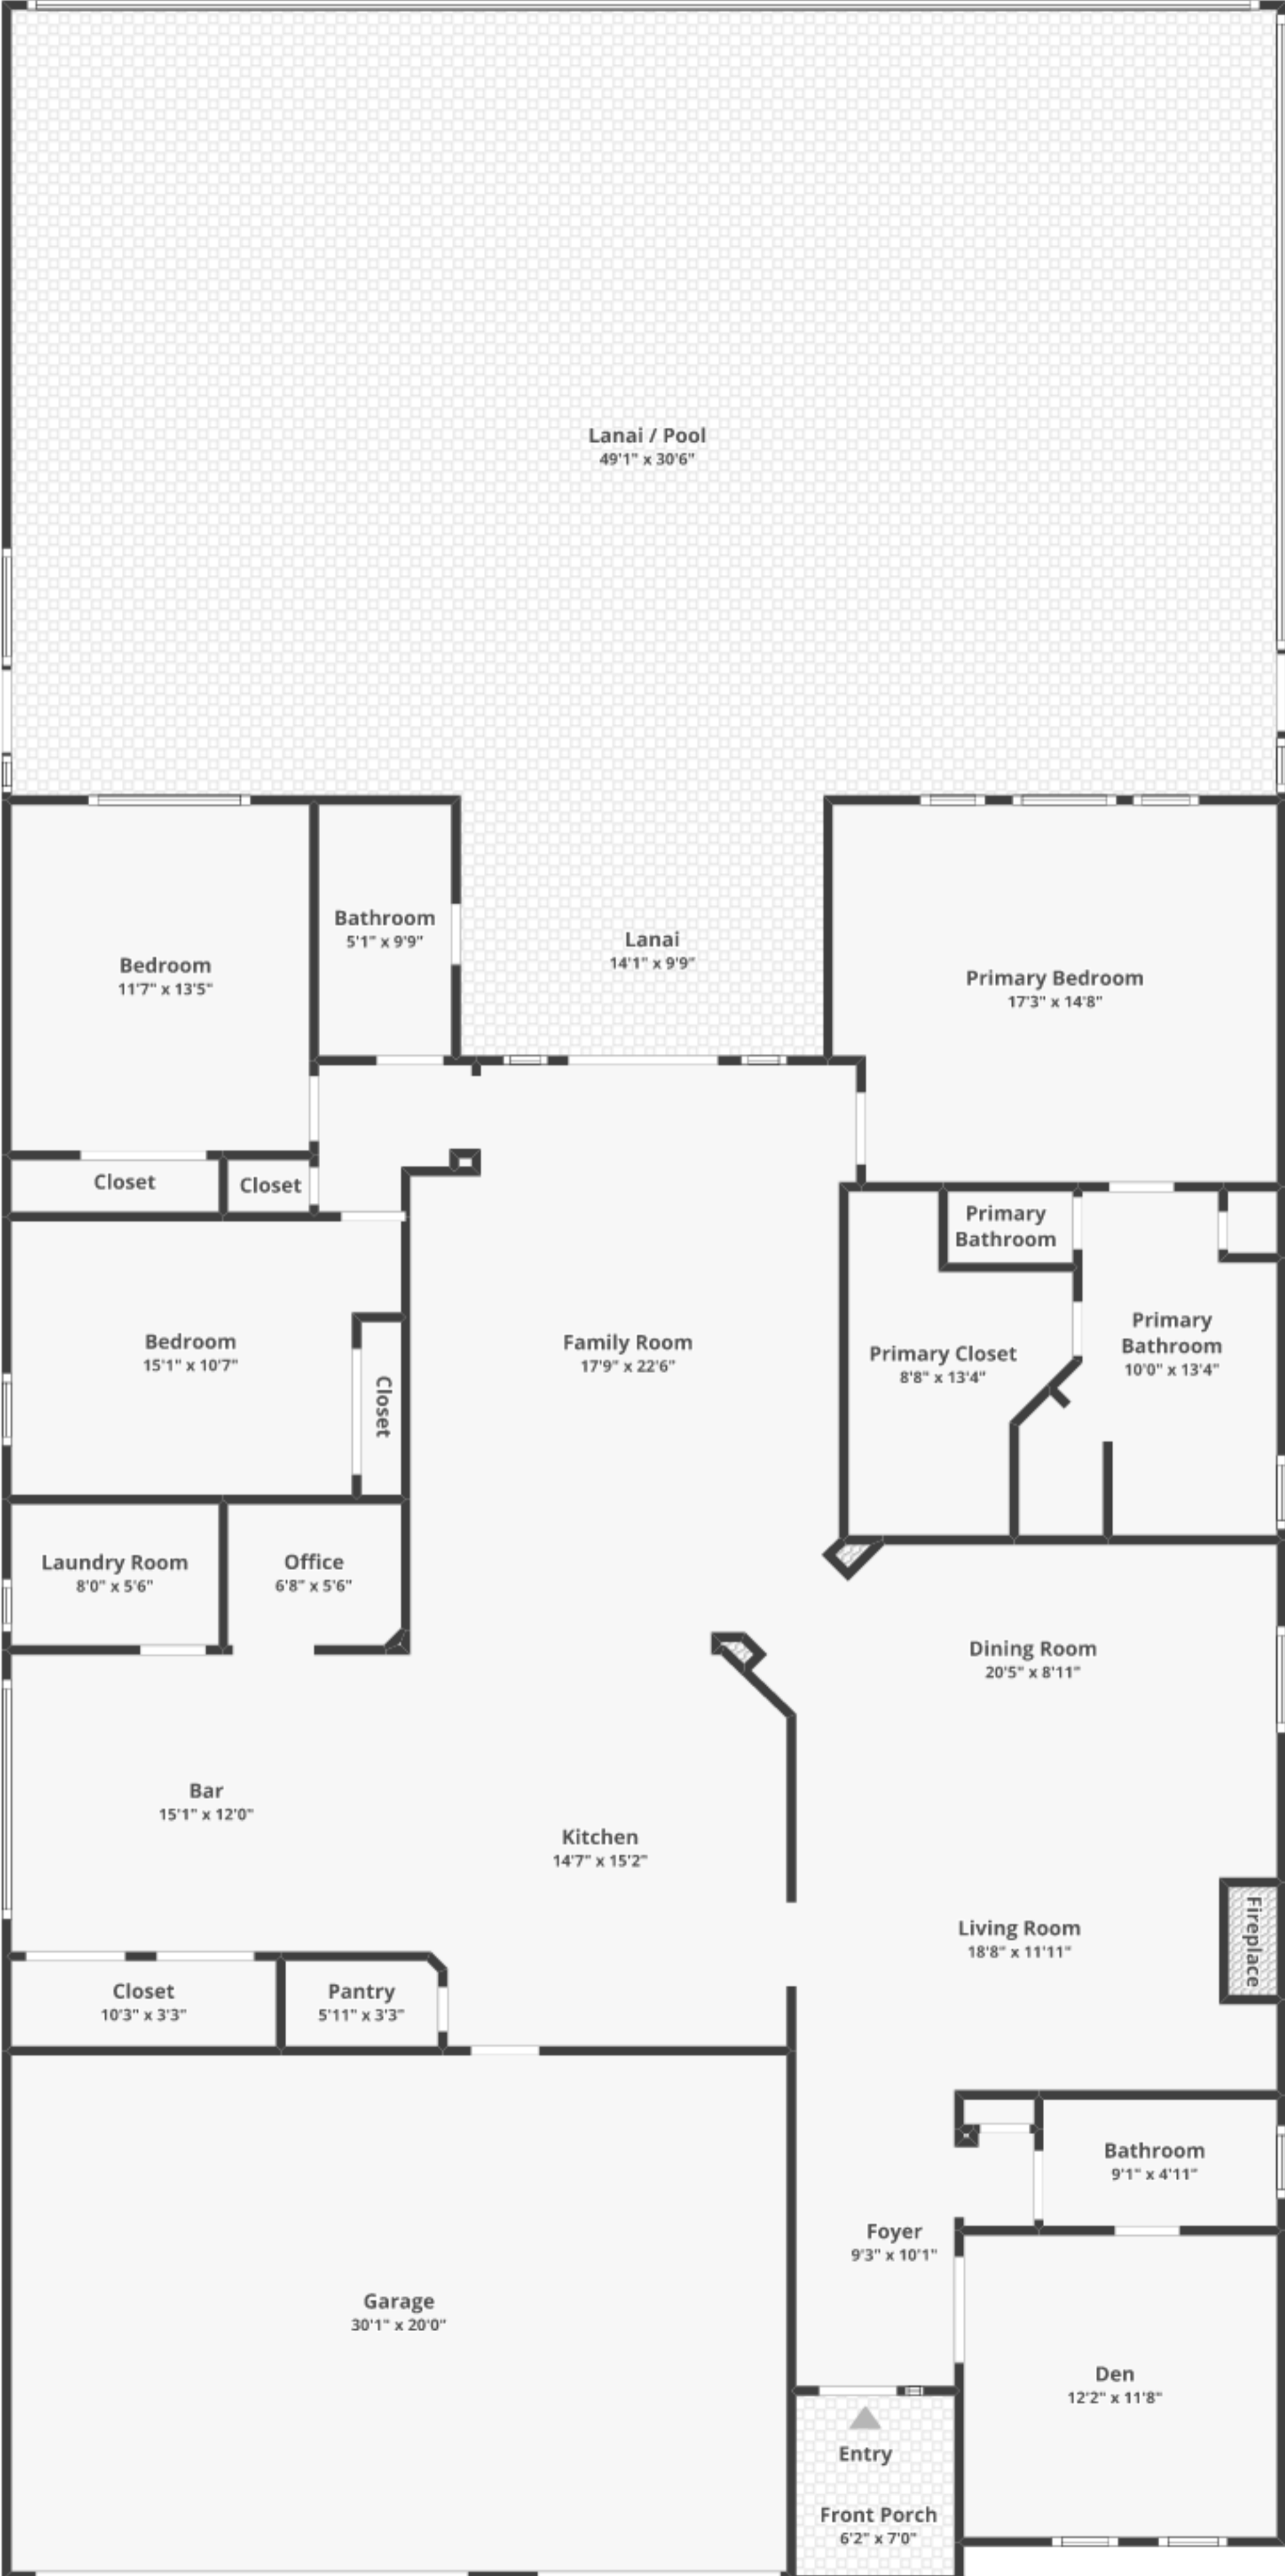 Lanai / Pool
49'1" x 30'6"
Bathroom
5'1" x 9'9"
Lanai
14'1" x 9'9"
Bedroom
11'7" x 13'5"
Primary Bedroom
17'3" x 14'8"
Closet
Closet
Primary
Bathroom
Bedroom
15'1" x 10'7"
Closet
Family Room
17'9" x 22'6"
Primary Closet
8'8" x 13'4"
Primary
Bathroom
10'0" x 13'4"
Laundry Room
8'0" x 5'6"
Office
6'8" x 5'6"
Dining Room
20'5" x 8'11"
Bar
15'1" x 12'0"
Kitchen
14'7" x 15'2"
Living Room
18'8" x 11'11"
Fireplace
Closet
10'3" x 3'3"
Pantry
5'11" x 3'3"
Bathroom
9'1" x 4'11"
Foyer
9'3" x 10'1"
Garage
30'1" x 20'0"
Den
12'2" x 11'8"
Entry
Front Porch
6'2" x 7'0"